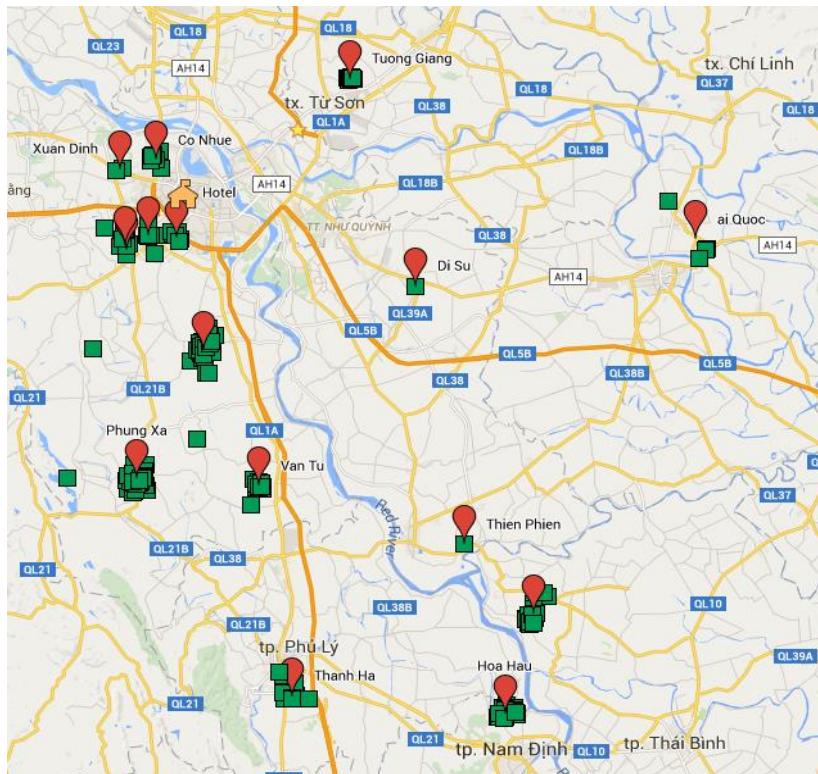 QL23
QL18
QL18
Tuong Giang
AH14
tx. Từ Sơn
tx. Chí Linh
QL37
QL18
QL18
QL38
QL1A
QL18B
Xuan Dinh
Co Nhue
ằng
Hotel
AH14
QL18B
TT. NHƯ QUỲNH
QL38
ai Quoc
AH14
Di Su
AH14
QL39A
QL5B
QL5B
QL5B
QL21B
QL38
QL38B
QL21
Phung Xa
QL1A
Van Tu
QL37
Red River
Thien Phien
QL21B
QL38
QL21
QL38B
QL10
QL21B
tp. Phủ Lý
Thanh Ha
Hoa Hau
QL39A
QL21
QL21
tp. Nam Định
QL10
tp. Thái Bình